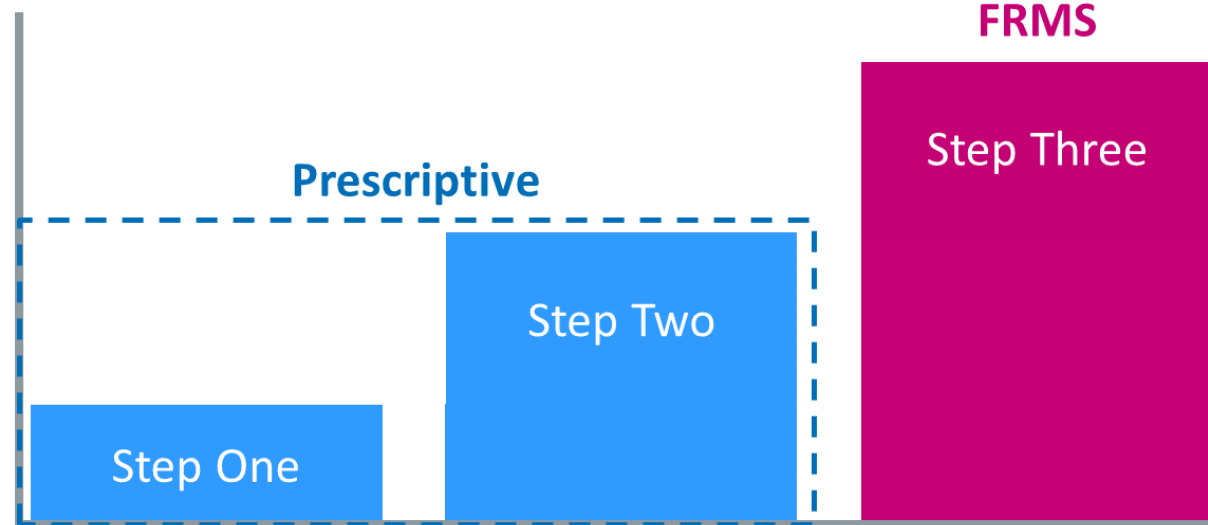 FRMS
Step Three
Prescriptive
Step Two
Step One